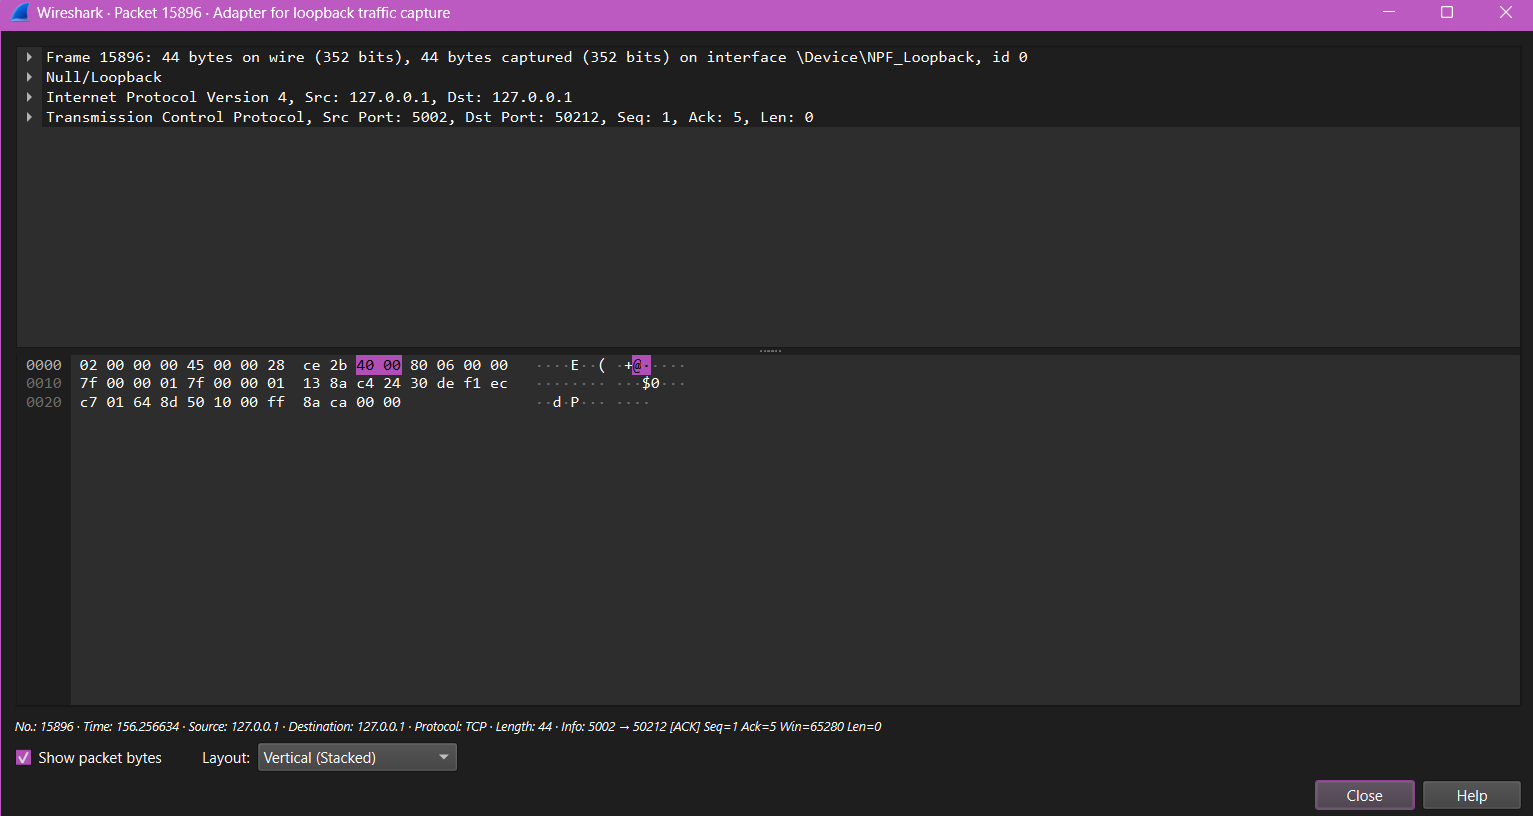 Wireshark · Packet 15896 · Adapter for loopback traffic capture
Frame 15896: 44 bytes on wire (352 bits), 44 bytes captured (352 bits) on interface \Device\NPF_Loopback, id 0
Null/Loopback
Internet Protocol Version 4, Src: 127.0.0.1, Dst: 127.0.0.1
Transmission Control Protocol, Src Port: 5002, Dst Port: 50212, Seq: 1, Ack: 5, Len: 0
0000 02 00 00 00 45 00 00 28 ce 2b 40 00 80 06 00 00 ····E··( ·+@·····
0010 7f 00 00 01 7f 00 00 01 13 8a c4 24 30 de f1 ec ········ ···$0···
0020 c7 01 64 8d 50 10 00 ff 8a ca 00 00 ··d·P··· ····
No.: 15896 · Time: 156.256634 · Source: 127.0.0.1 · Destination: 127.0.0.1 · Protocol: TCP · Length: 44 · Info: 5002 → 50212 [ACK] Seq=1 Ack=5 Win=65280 Len=0
Show packet bytes Layout: Vertical (Stacked)
Close Help